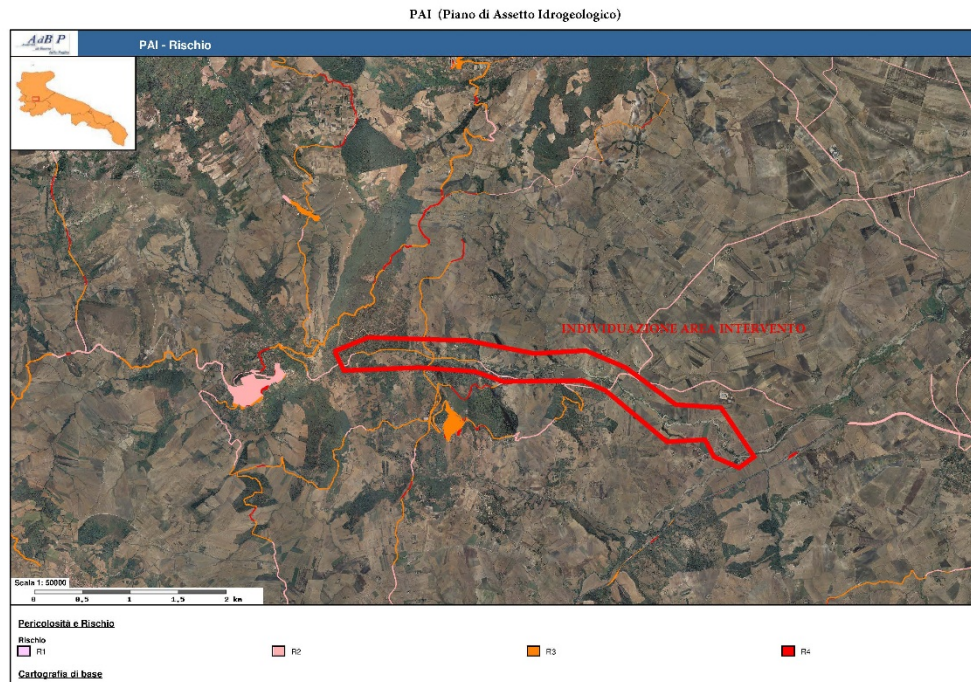 PAI (Piano di Assetto Idrogeologico)
AdB P
PAI - Rischio
INDIVIDUAZIONE AREA INTERVENTO
Scala 1: 50000
0 0,5 1 1,5 2 km
Pericolosità e Rischio
Rischio
R1 R2 R3 R4
Cartografia di base